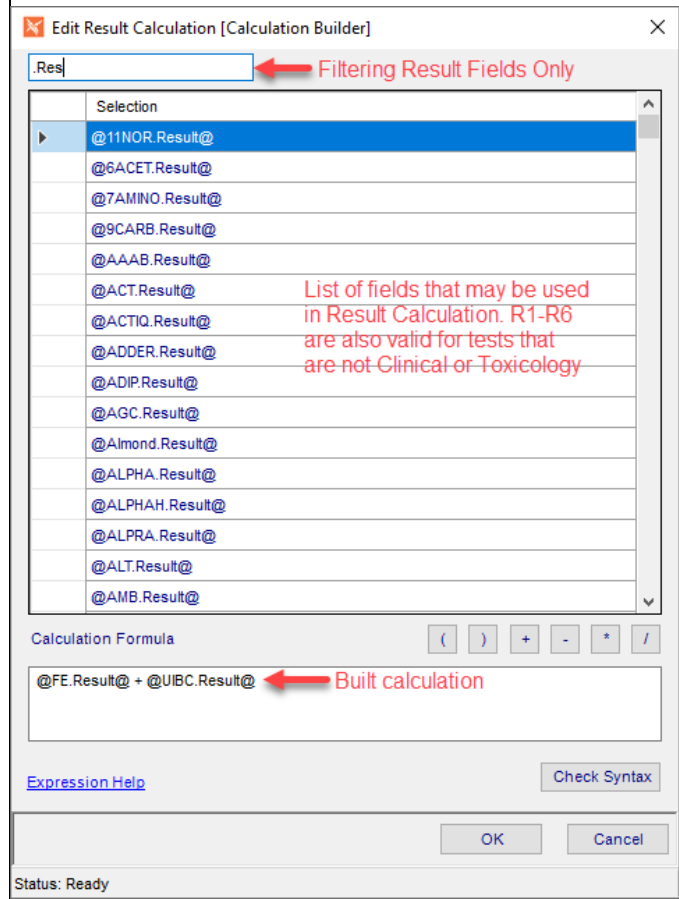 Edit Result Calculation [Calculation Builder]
.Res
Filtering Result Fields Only
Selection
@11NOR.Result@
@6ACET.Result@
@7AMINO.Result@
@9CARB.Result@
@AAAB.Result@
@ACT.Result@
@ACTIQ.Result@
@ADDER.Result@
@ADIP.Result@
@AGC.Result@
@Almond.Result@
@ALPHA.Result@
@ALPHAH.Result@
@ALPRA.Result@
@ALT.Result@
@AMB.Result@
List of fields that may be used
in Result Calculation. R1-R6
are also valid for tests that
are not Clinical or Toxicology
Calculation Formula
( ) + - * /
@FE.Result@ + @UIBC.Result@
Built calculation
Expression Help
Check Syntax
OK
Cancel
Status: Ready